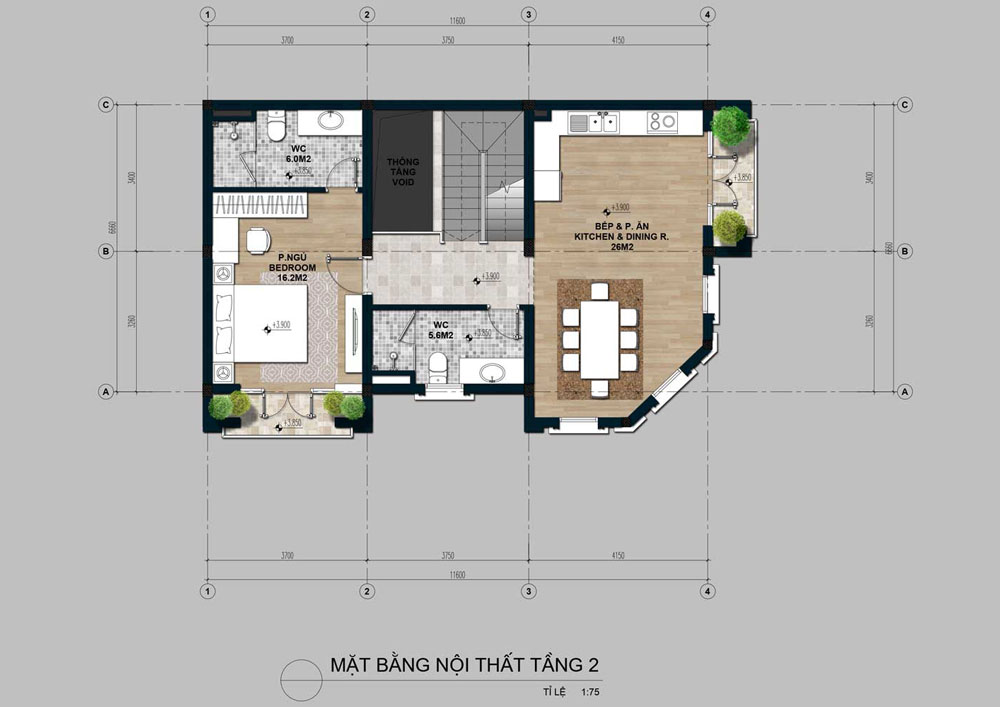 1 2 3 4
11600
3700 3750 4150
C C
3400 3400
6660 6660
B B
3260 3260
A A
WC
6.0M2
+3.850
THÔNG
TẦNG
VOID
+3.850
+3.900
BẾP & P. ĂN
KITCHEN & DINING R.
26M2
P.NGỦ
BEDROOM
16.2M2
+3.900
+3.900
WC
5.6M2
+3.850
+3.850
3700 3750 4150
11600
1 2 3 4
MẶT BẰNG NỘI THẤT TẦNG 2
TỈ LỆ 1:75